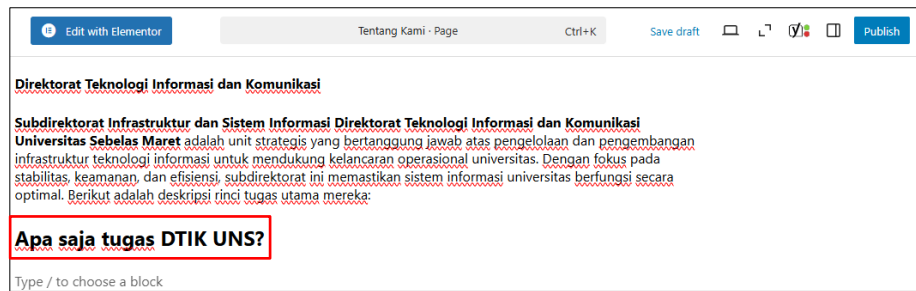 Edit with Elementor
Tentang Kami · Page
Ctrl+K
Save draft
Publish
Direktorat Teknologi Informasi dan Komunikasi
Subdirektorat Infrastruktur dan Sistem Informasi Direktorat Teknologi Informasi dan Komunikasi
Universitas Sebelas Maret adalah unit strategis yang bertanggung jawab atas pengelolaan dan pengembangan
infrastruktur teknologi informasi untuk mendukung kelancaran operasional universitas. Dengan fokus pada
stabilitas, keamanan, dan efisiensi, subdirektorat ini memastikan sistem informasi universitas berfungsi secara
optimal. Berikut adalah deskripsi rinci tugas utama mereka:
Apa saja tugas DTIK UNS?
Type / to choose a block